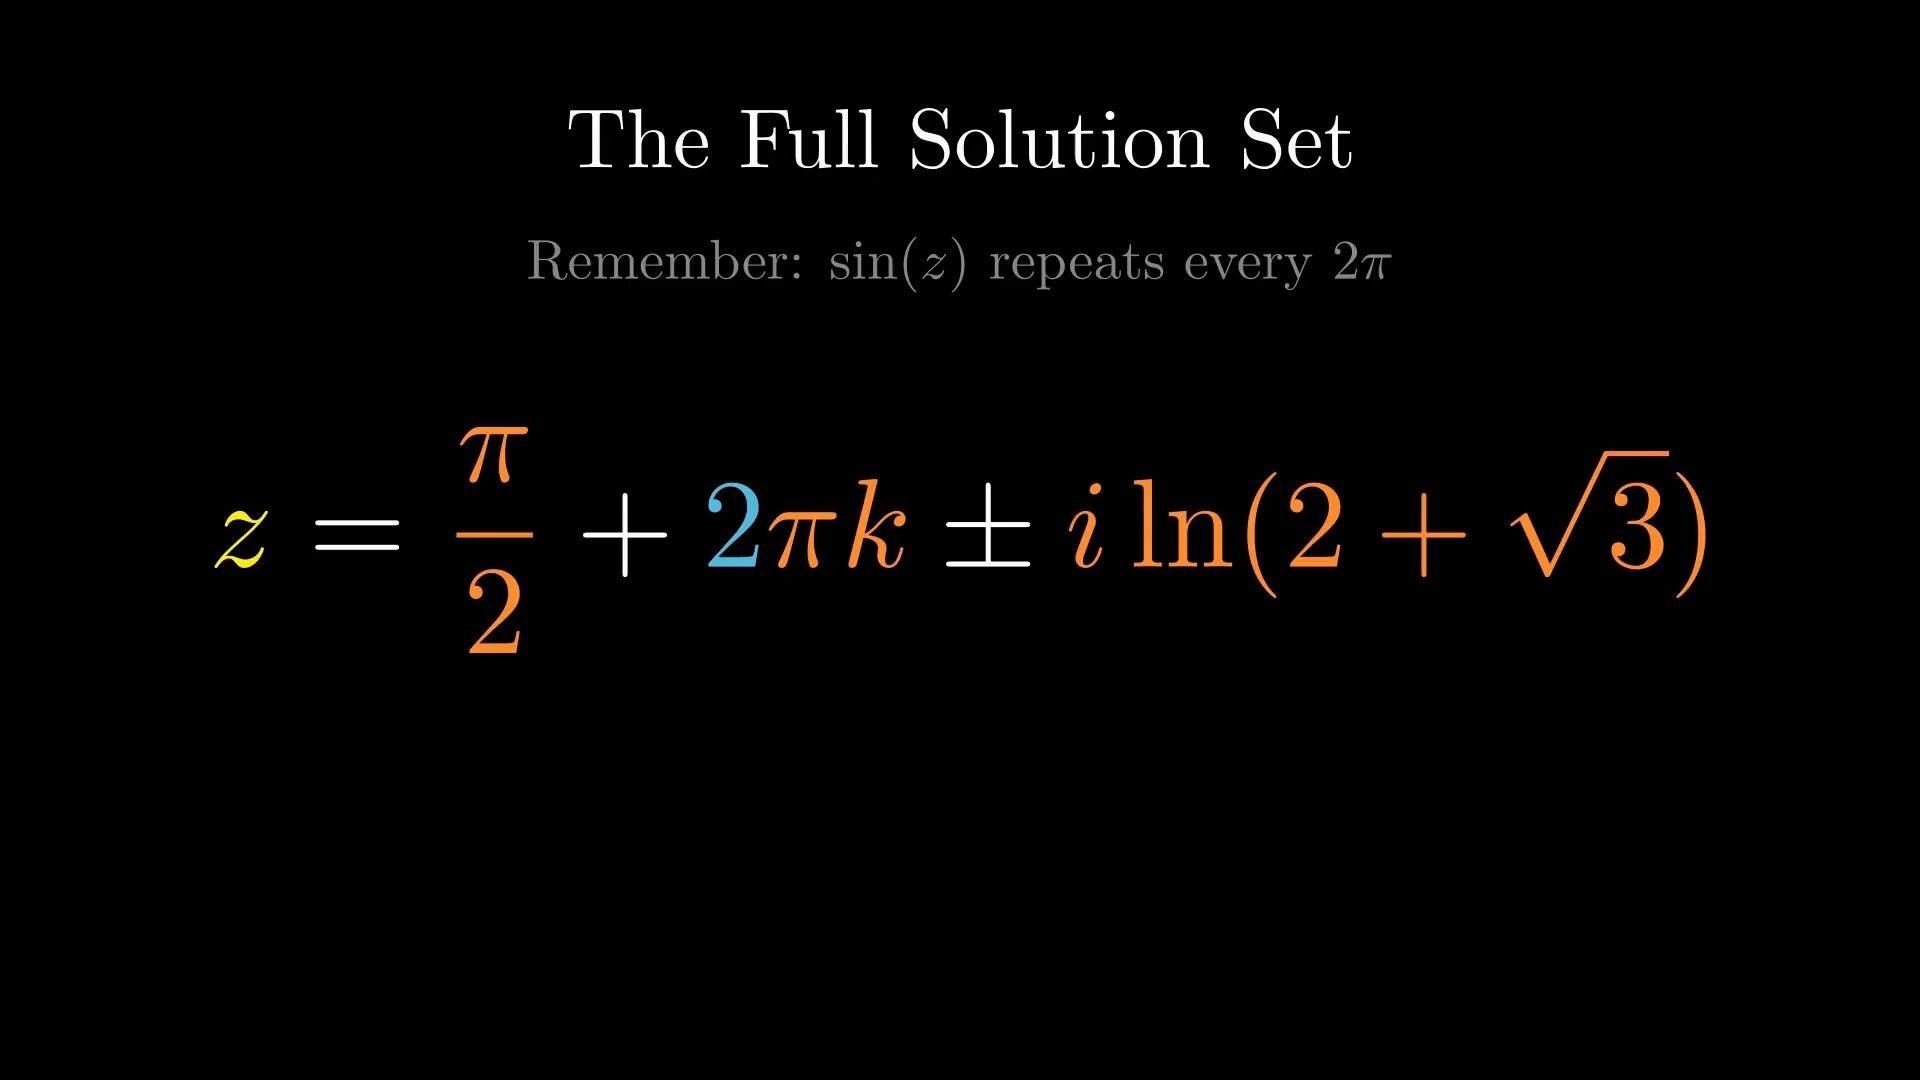 The Full Solution Set
Remember: sin(z) repeats every 2π
z = π/2 + 2πk ± i ln(2 + √3)